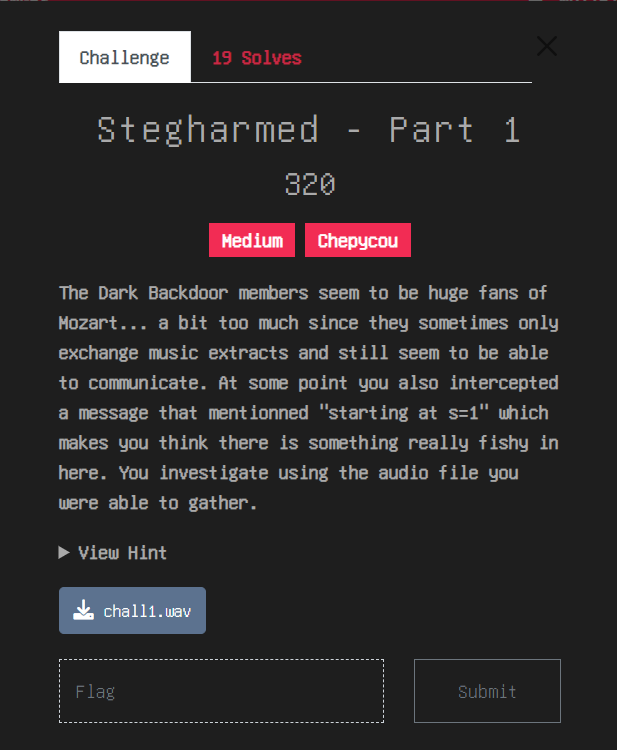 Challenge
19 Solves
Stegharmed - Part 1
320
Medium
Chepycou
The Dark Backdoor members seem to be huge fans of
Mozart... a bit too much since they sometimes only
exchange music extracts and still seem to be able
to communicate. At some point you also intercepted
a message that mentionned "starting at s=1" which
makes you think there is something really fishy in
here. You investigate using the audio file you
were able to gather.
View Hint
chall1.wav
Flag
Submit